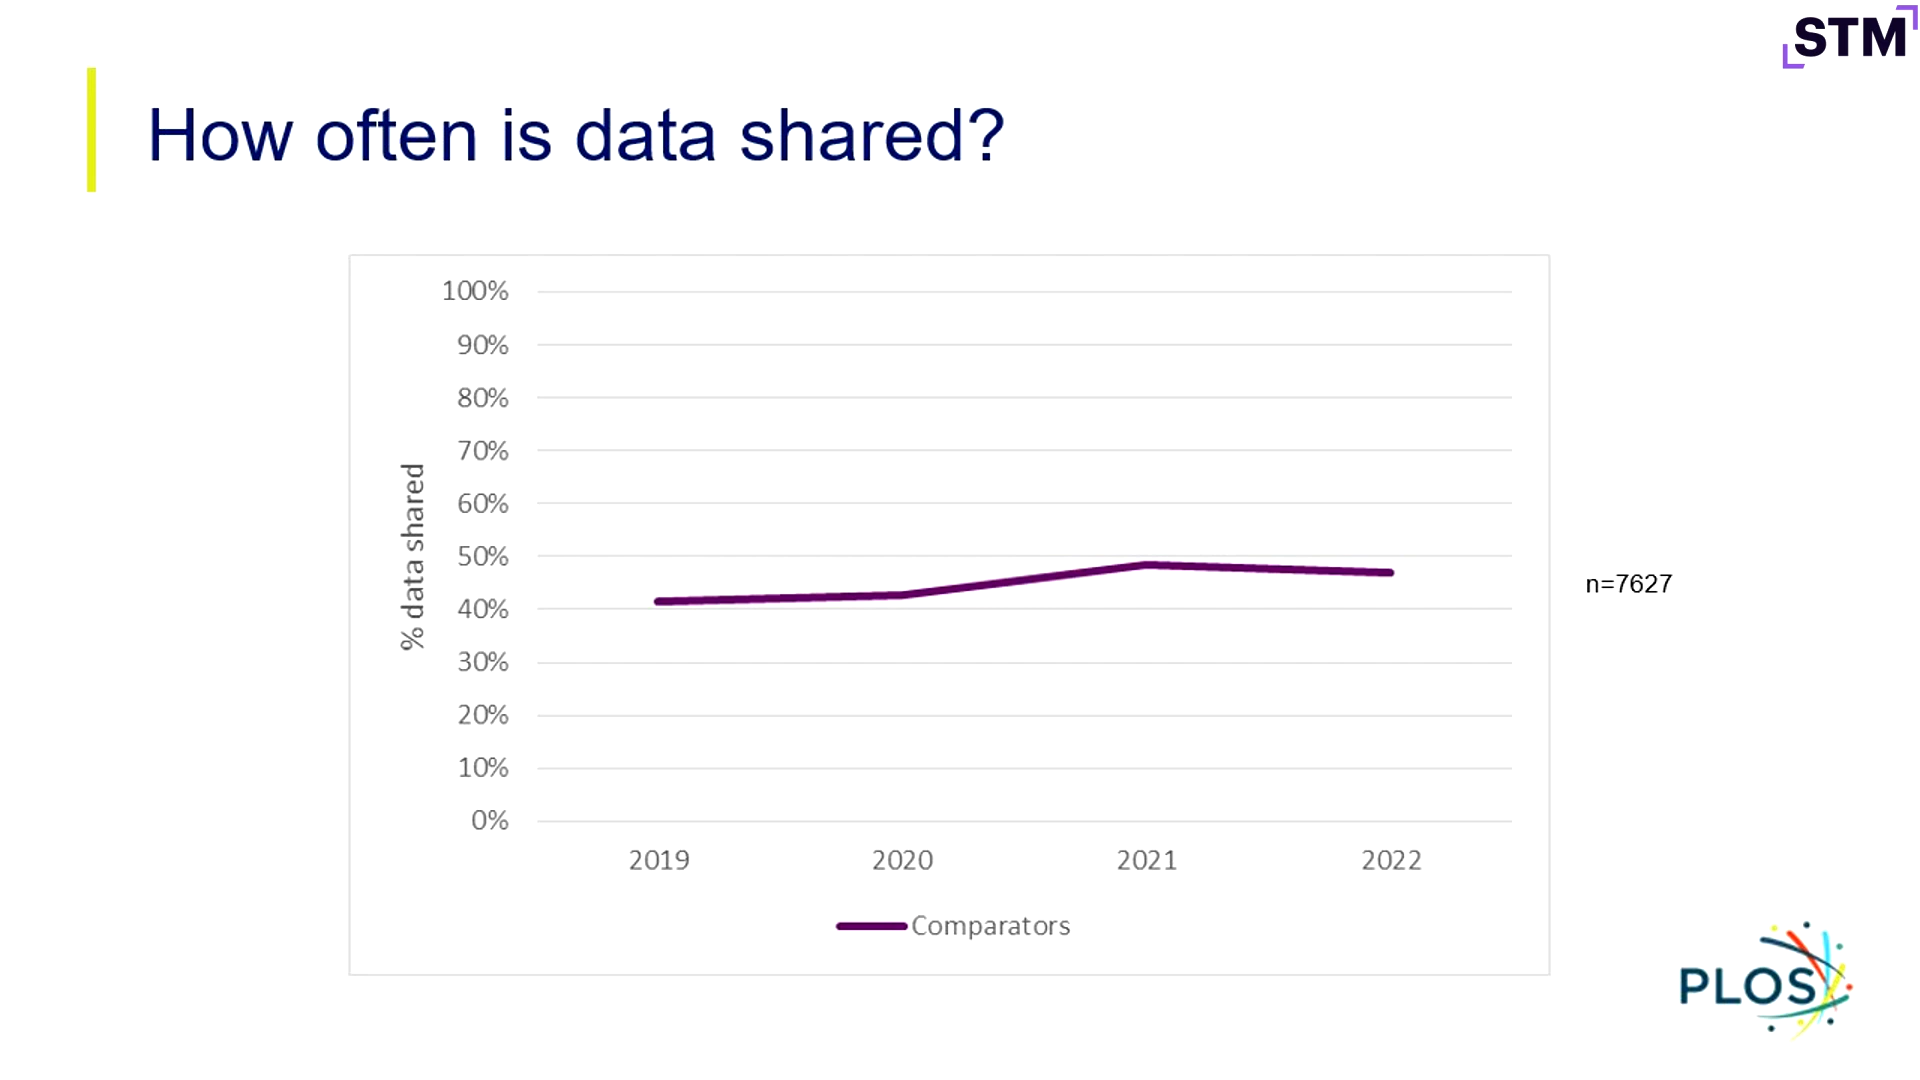 STM
How often is data shared?
100%
90%
80%
70%
60%
50%
40%
30%
20%
10%
0%
% data shared
2019 2020 2021 2022
Comparators
n=7627
PLOS